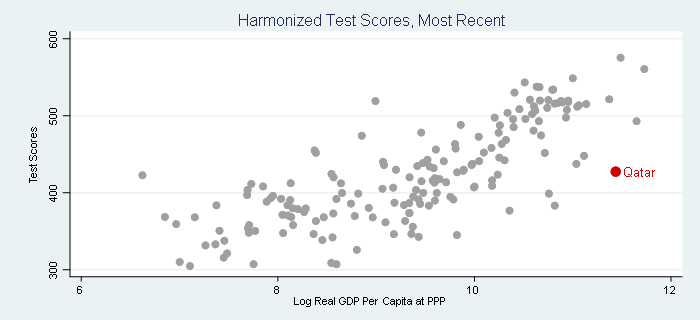 Harmonized Test Scores, Most Recent
600
500
400
300
Test Scores
Qatar
6
8
10
12
Log Real GDP Per Capita at PPP